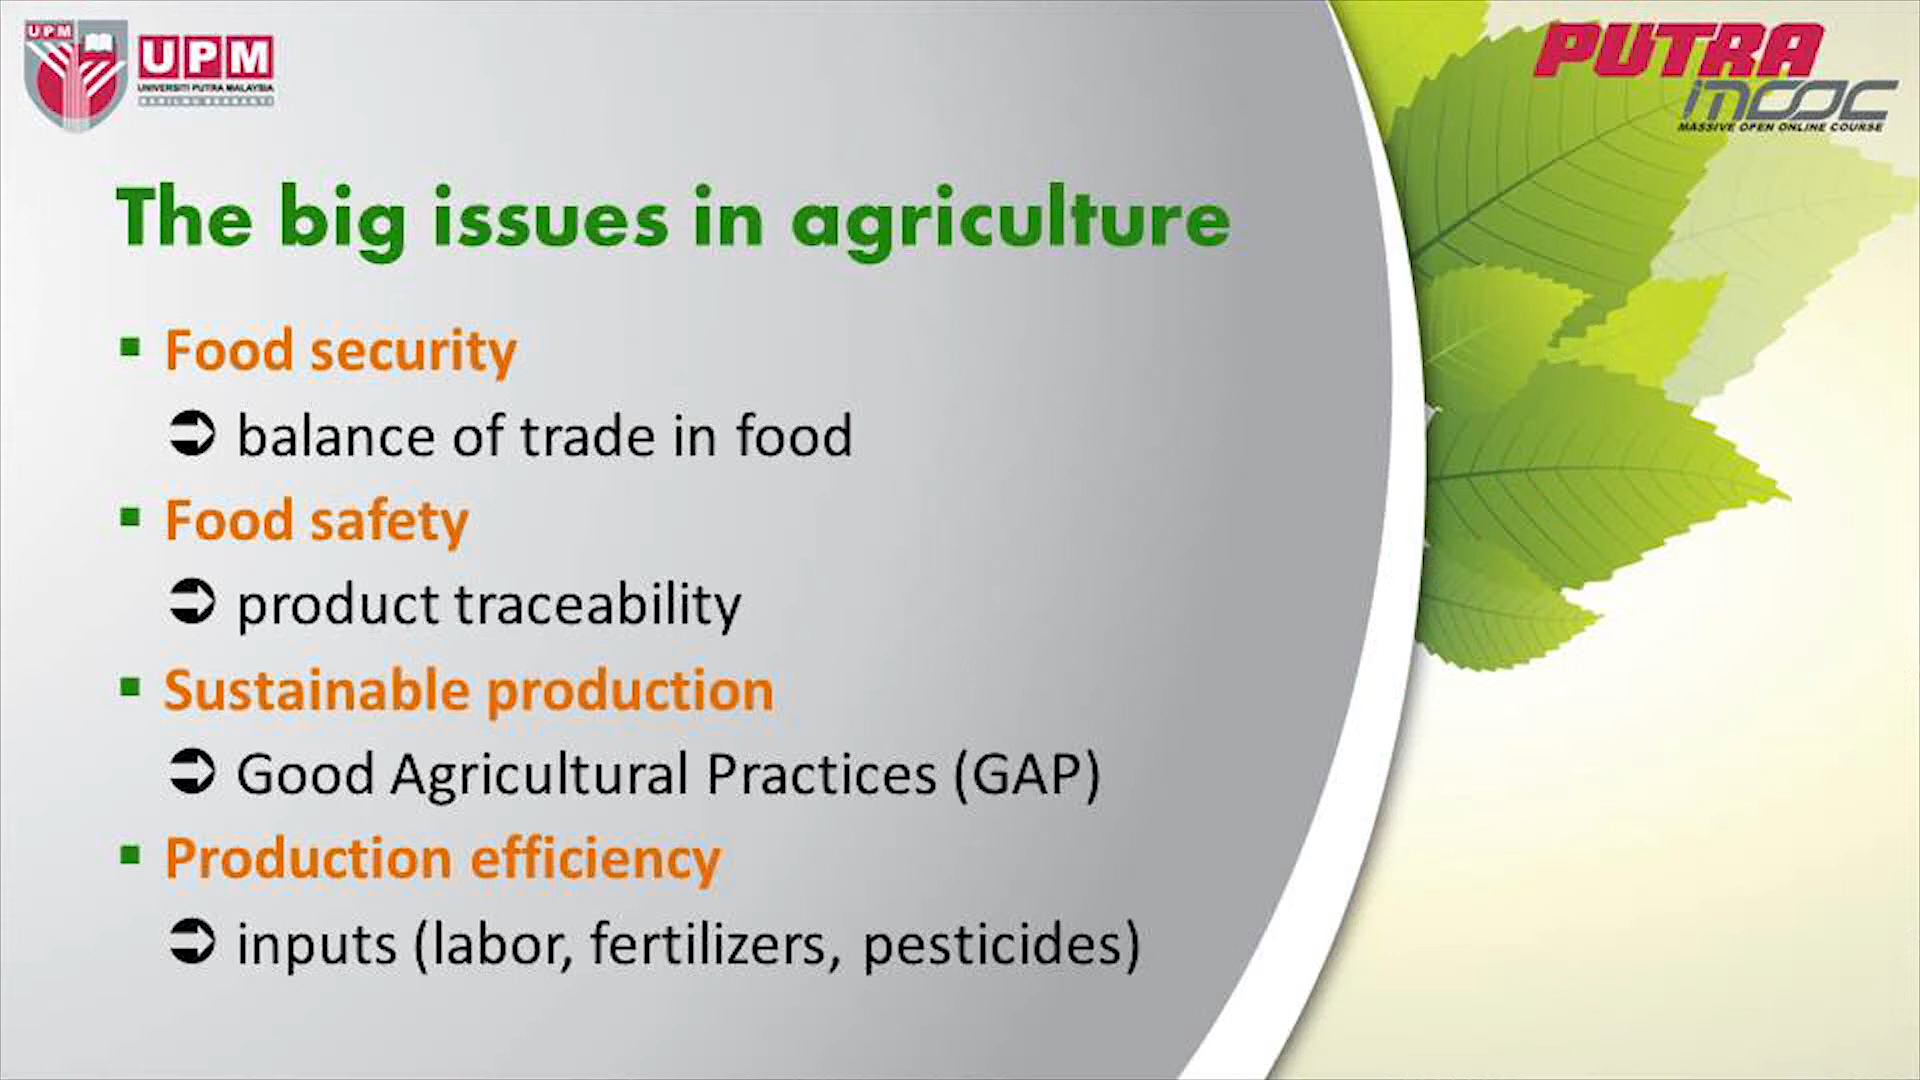 UPM
UPM
UNIVERSITI PUTRA MALAYSIA
BERILMU BERBAKTI
PUTRA
mooc
MASSIVE OPEN ONLINE COURSE
The big issues in agriculture
▪ Food security
➲ balance of trade in food
▪ Food safety
➲ product traceability
▪ Sustainable production
➲ Good Agricultural Practices (GAP)
▪ Production efficiency
➲ inputs (labor, fertilizers, pesticides)